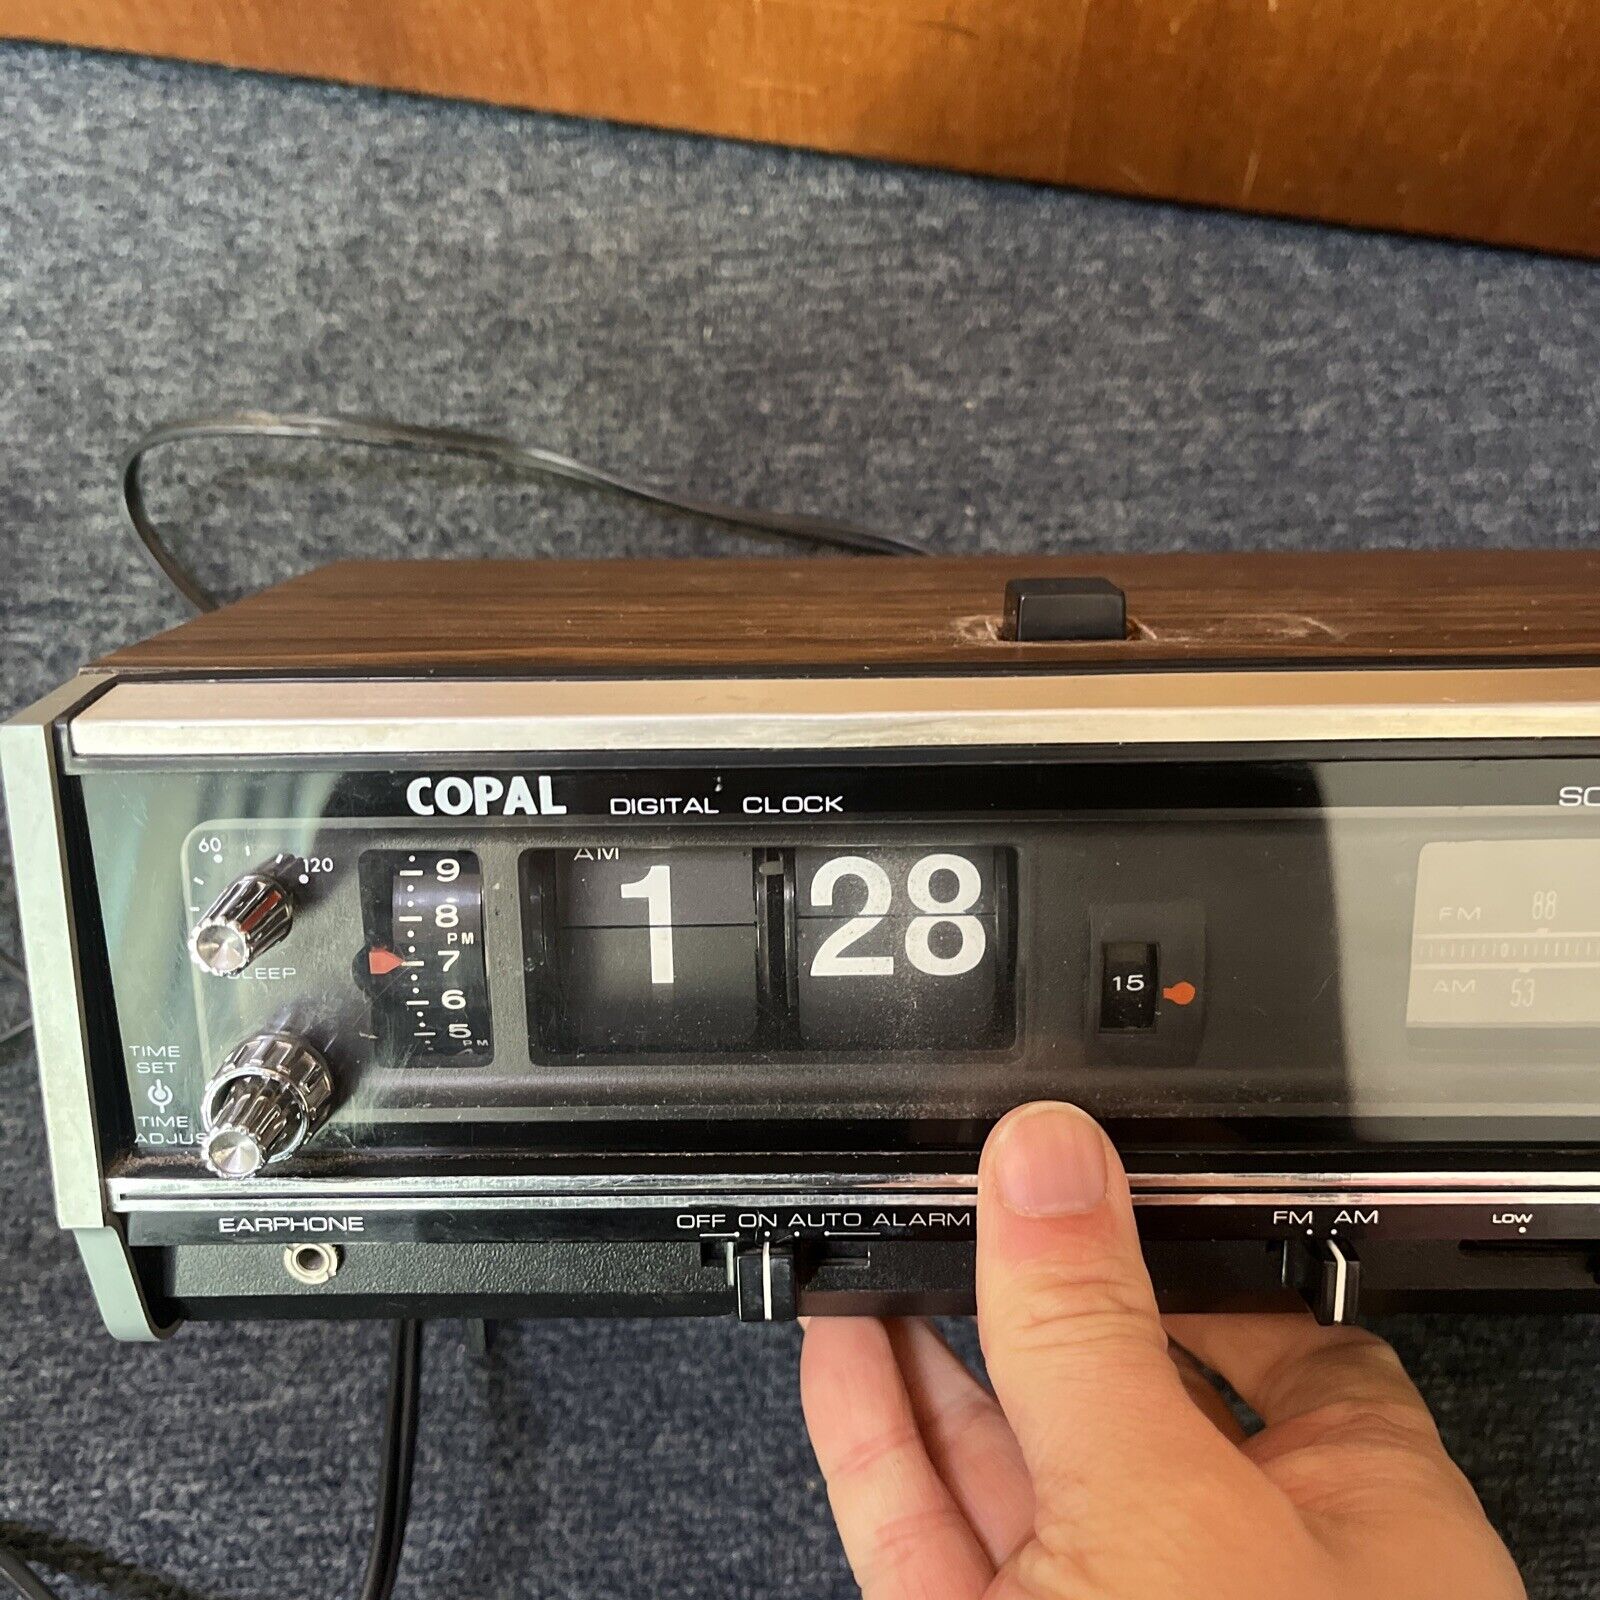 COPAL DIGITAL CLOCK
60
120
9
8
PM
7
6
5
PM
AM
1
28
15
FM 88
AM 53
TIME
SET
TIME
EARPHONE
OFF ON AUTO ALARM
FM AM
LOW